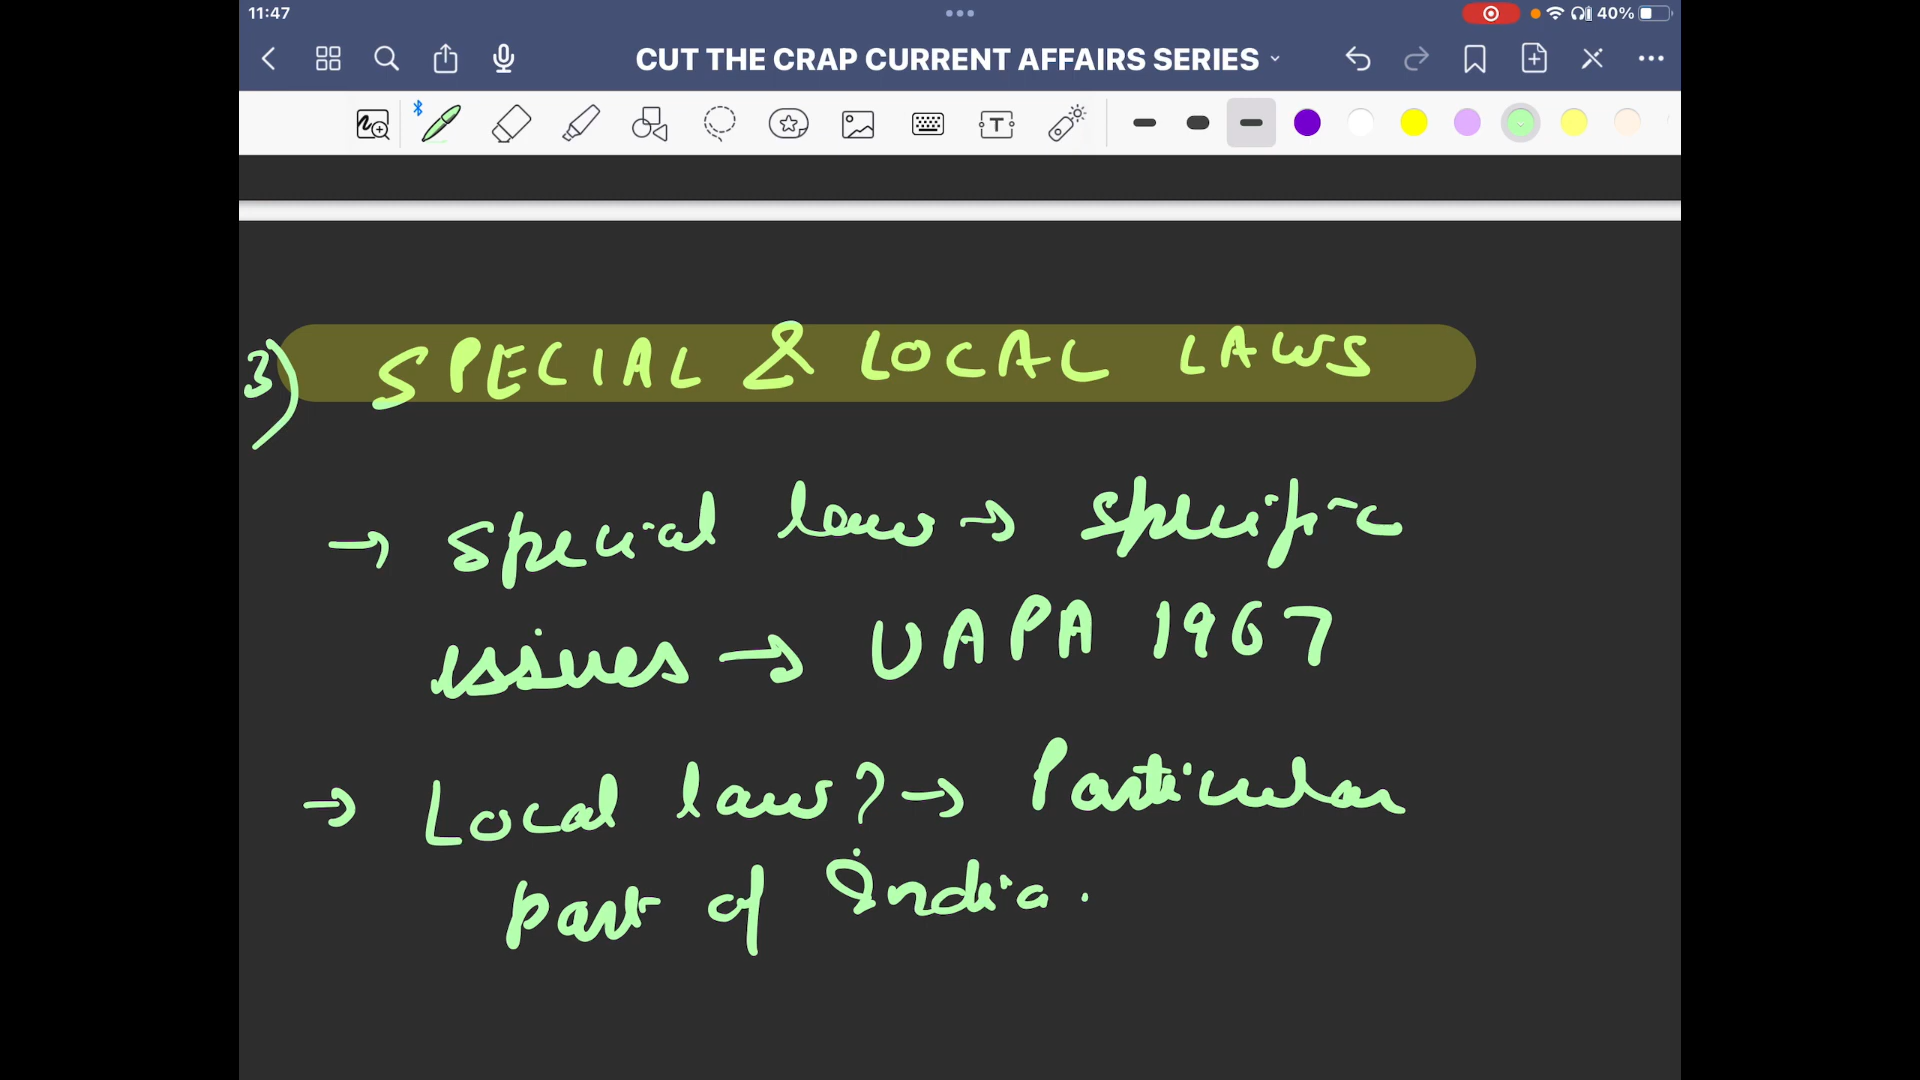 11:47
40%
CUT THE CRAP CURRENT AFFAIRS SERIES
3) SPECIAL & LOCAL LAWS
→ special laws → specific
issues → UAPA 1967
→ Local laws? → Particular
part of India.